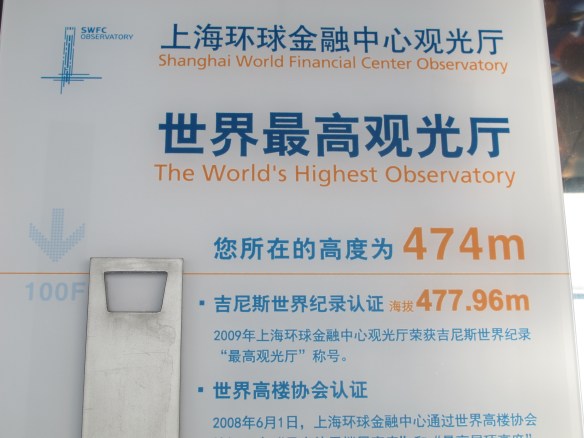 SWFC
OBSERVATORY
上海环球金融中心观光厅
Shanghai World Financial Center Observatory
世界最高观光厅
The World's Highest Observatory
您所在的高度为 474m
100F
▪ 吉尼斯世界纪录认证 海拔477.96m
2009年上海环球金融中心观光厅荣获吉尼斯世界纪录
“最高观光厅”称号。
▪ 世界高楼协会认证
2008年6月1日，上海环球金融中心通过世界高楼协会